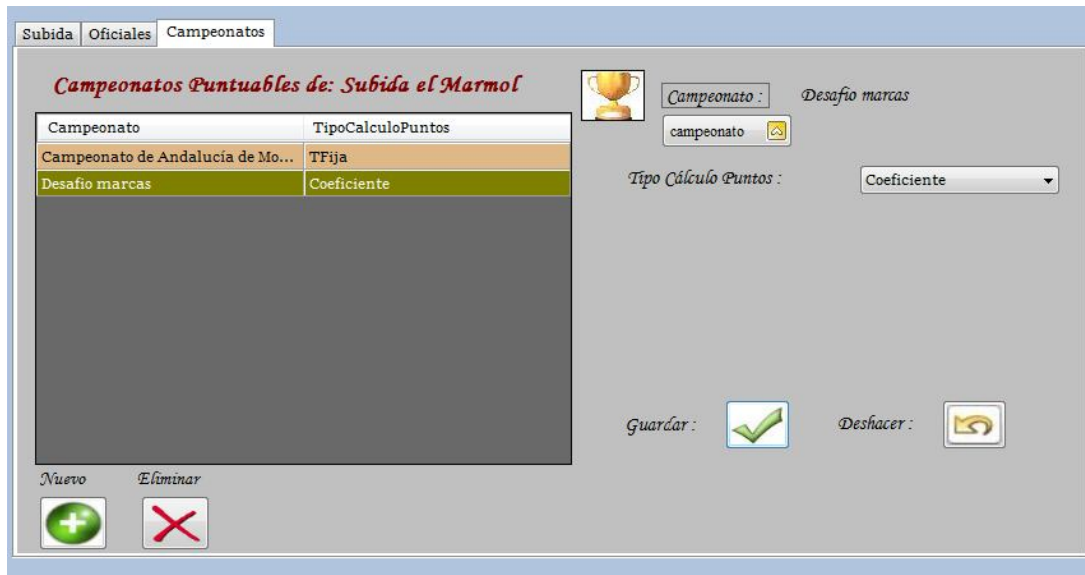 Subida Oficiales Campeonatos
Campeonatos Puntuables de: Subida el Marmol
Campeonato TipoCalculoPuntos
Campeonato de Andalucía de Mo... TFija
Desafio marcas Coeficiente
Campeonato : Desafio marcas
campeonato
Tipo Cálculo Puntos : Coeficiente
Guardar : Deshacer :
Nuevo Eliminar